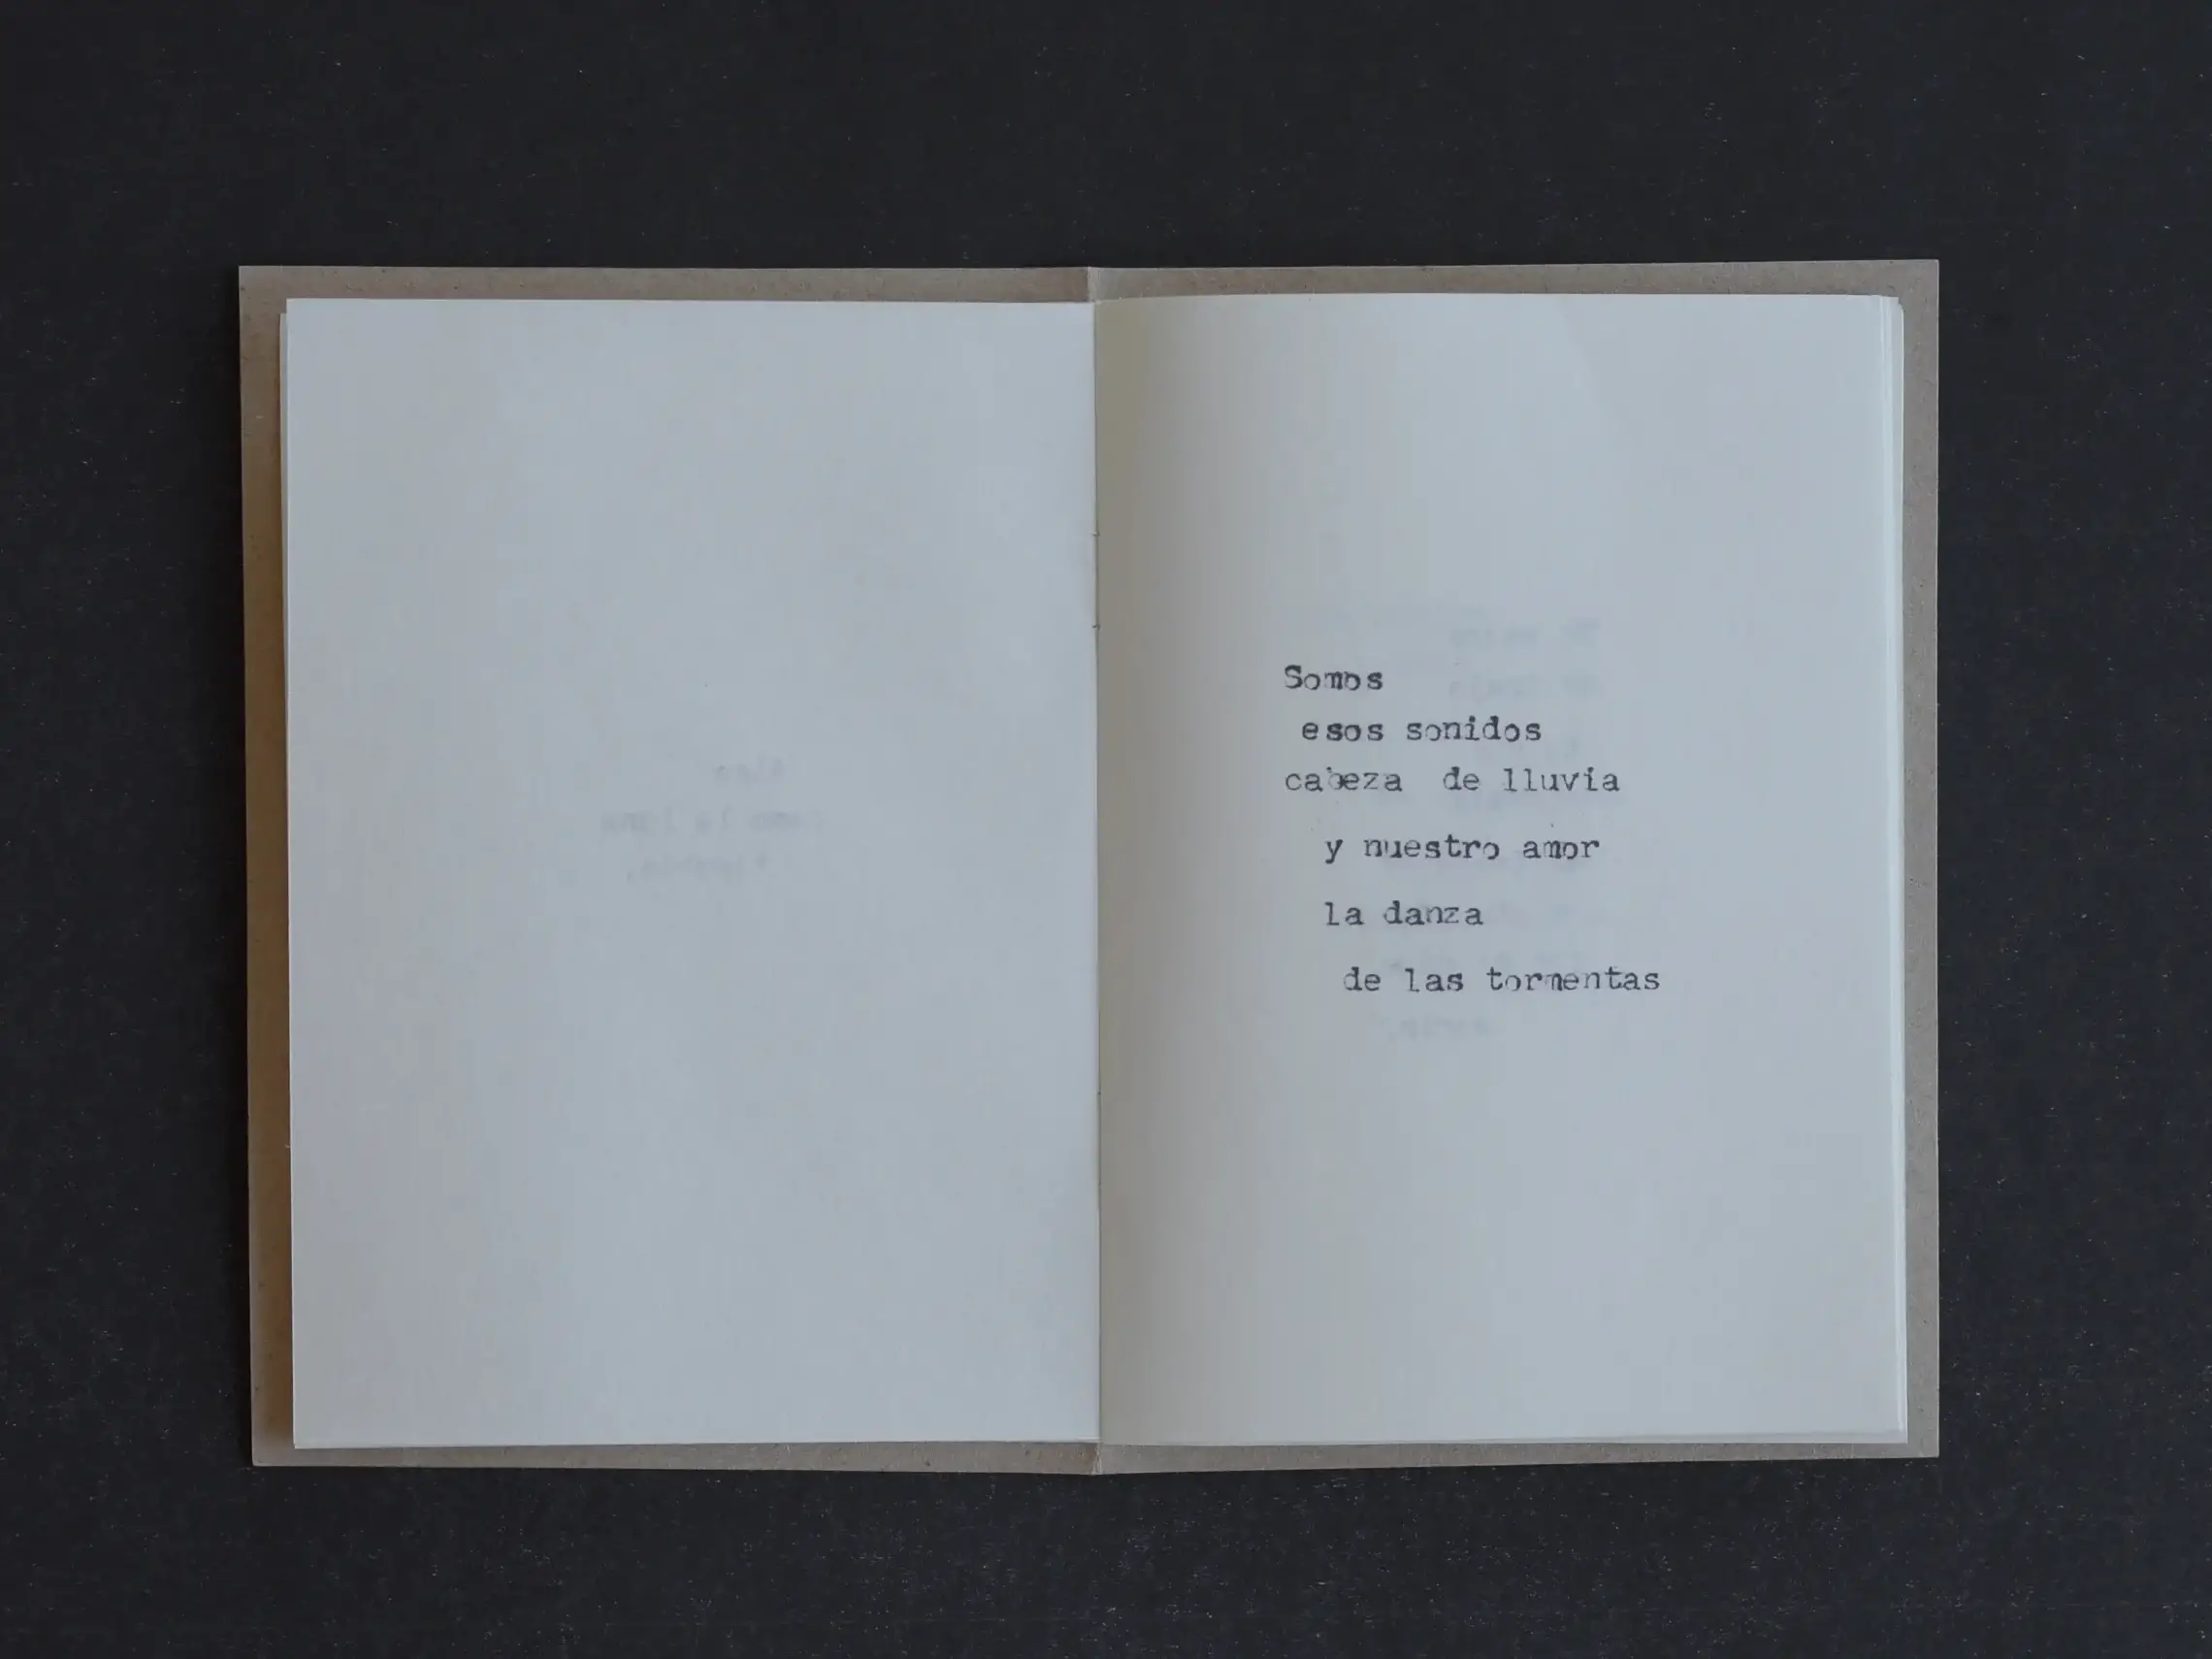 Somos
esos sonidos
cabeza de lluvia
y nuestro amor
la danza
de las tormentas